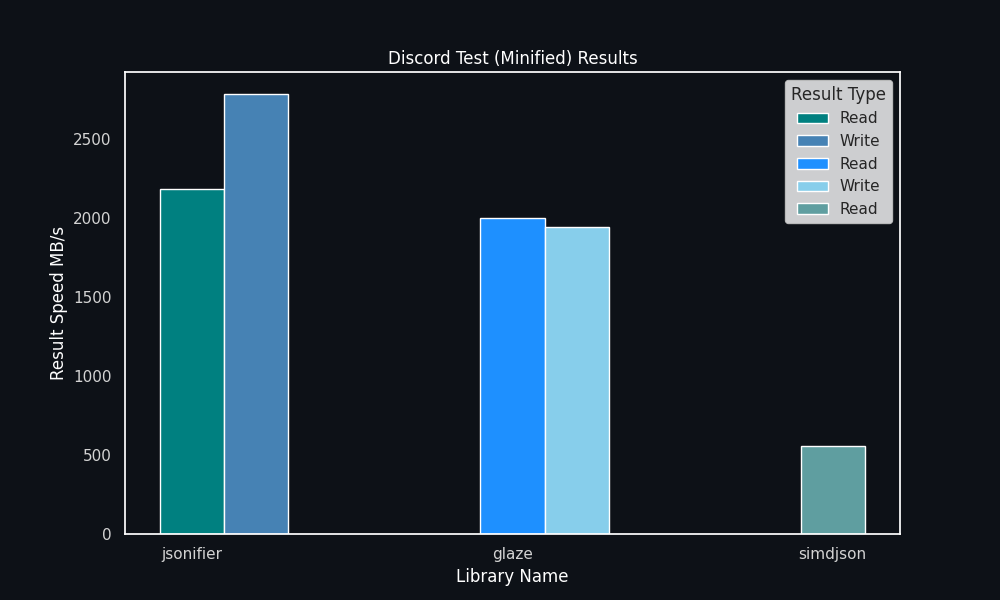 Discord Test (Minified) Results
Result Type
Read
Write
Read
Write
Read
Result Speed MB/s
2500
2000
1500
1000
500
0
jsonifier glaze simdjson
Library Name